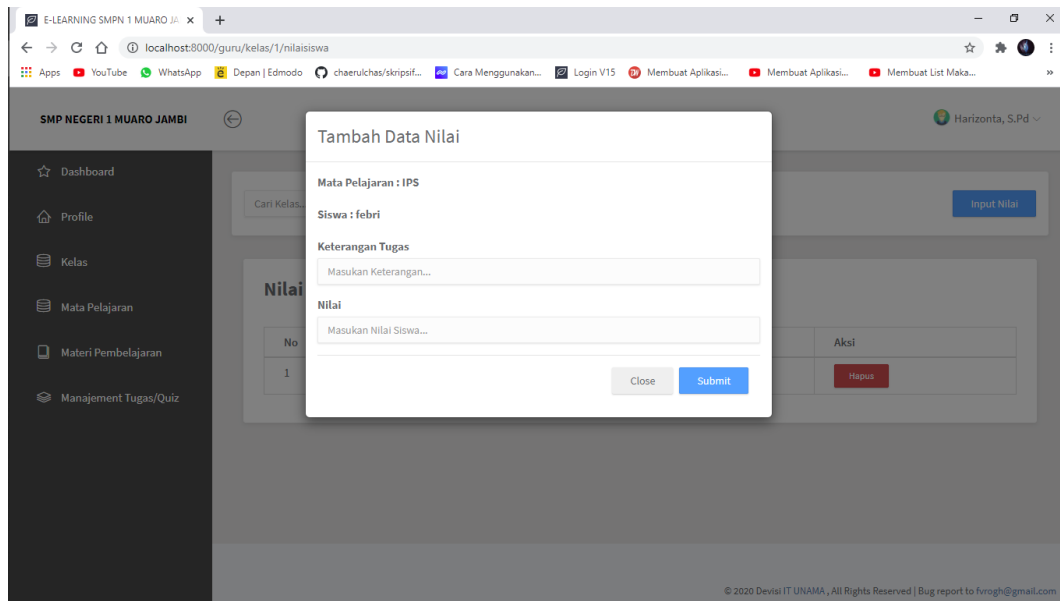 E-LEARNING SMPN 1 MUARO JA
localhost:8000/guru/kelas/1/nilaisiswa
Apps YouTube WhatsApp Depan | Edmodo chaerulchas/skripsif... Cara Menggunakan... Login V15 Membuat Aplikasi... Membuat Aplikasi... Membuat List Maka...
SMP NEGERI 1 MUARO JAMBI
Harizonta, S.Pd
Dashboard
Profile
Kelas
Mata Pelajaran
Materi Pembelajaran
Manajement Tugas/Quiz
Cari Kelas...
Input Nilai
Tambah Data Nilai
Mata Pelajaran : IPS
Siswa : febri
Keterangan Tugas
Masukan Keterangan...
Nilai
Masukan Nilai Siswa...
Close Submit
Nilai
No Aksi
1 Hapus
© 2020 Devisi IT UNAMA , All Rights Reserved | Bug report to fvrogh@gmail.com